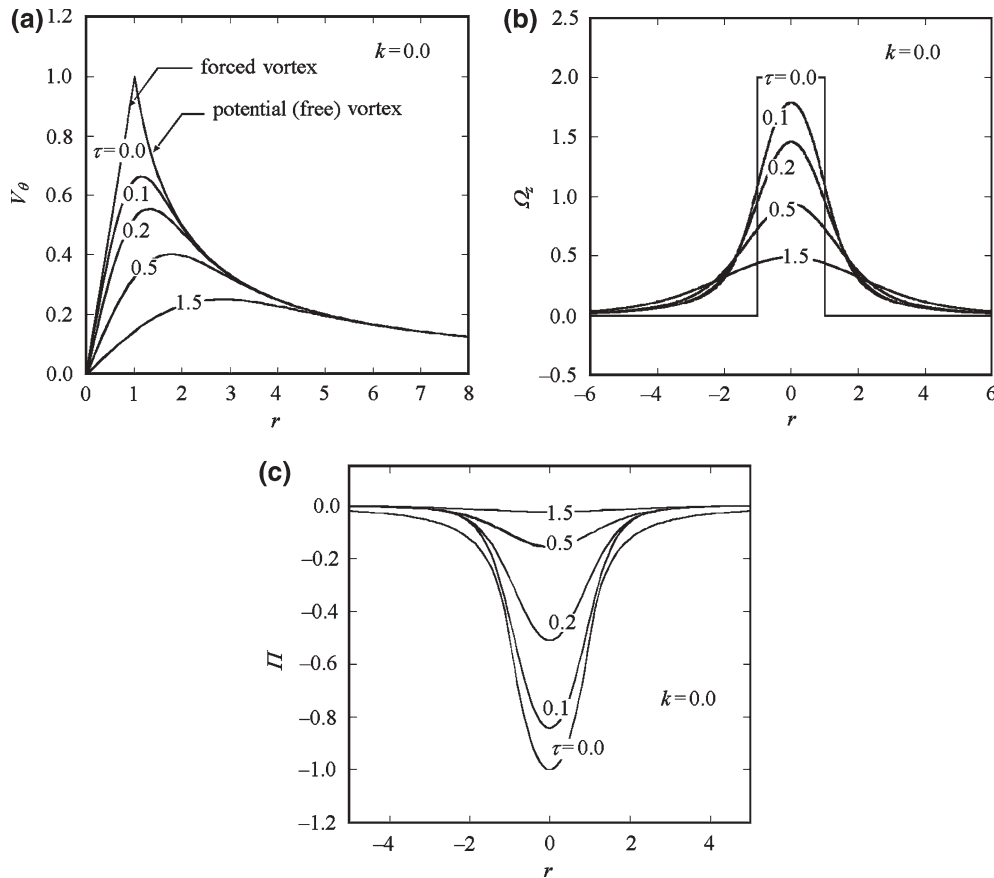 (a)
1.2
1.0
0.8
0.6
0.4
0.2
0.0
V_θ
k=0.0
forced vortex
potential (free) vortex
τ=0.0
0.1
0.2
0.5
1.5
0 1 2 3 4 5 6 7 8
r
(b)
2.5
2.0
1.5
1.0
0.5
0.0
–0.5
Ω_z
k=0.0
τ=0.0
0.1
0.2
0.5
1.5
–6 –4 –2 0 2 4 6
r
(c)
0.0
–0.2
–0.4
–0.6
–0.8
–1.0
–1.2
Π
1.5
0.5
0.2
0.1
τ=0.0
k=0.0
–4 –2 0 2 4
r